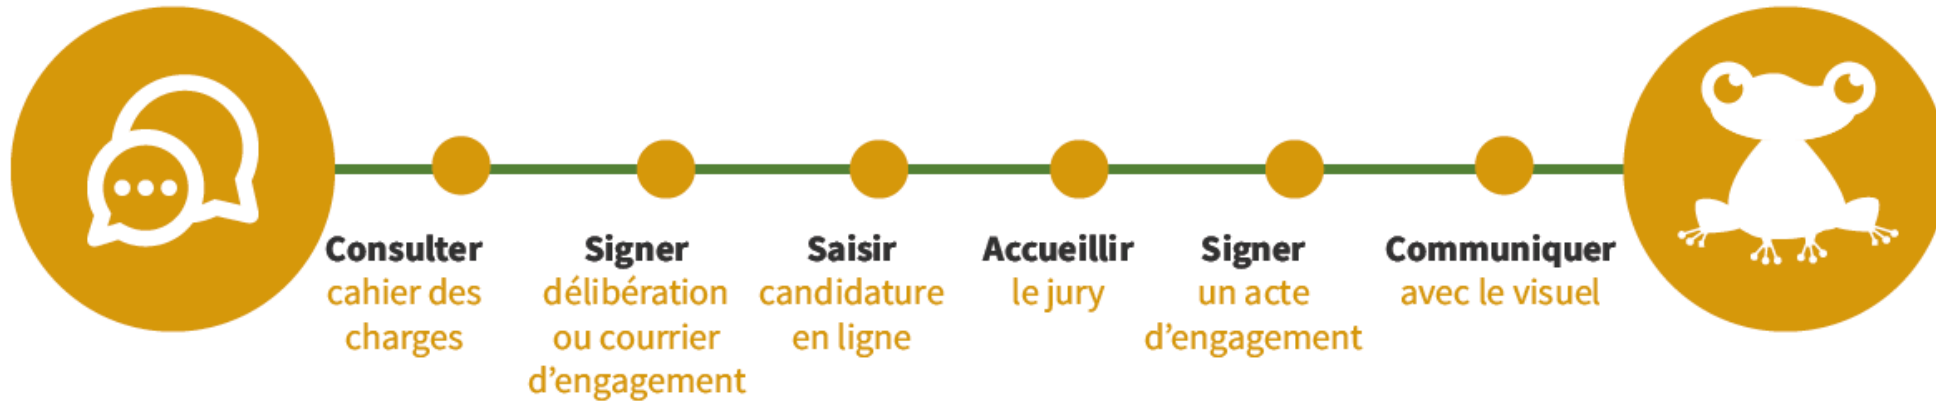 Consulter
cahier des
charges
Signer
délibération
ou courrier
d'engagement
Saisir
candidature
en ligne
Accueillir
le jury
Signer
un acte
d'engagement
Communiquer
avec le visuel